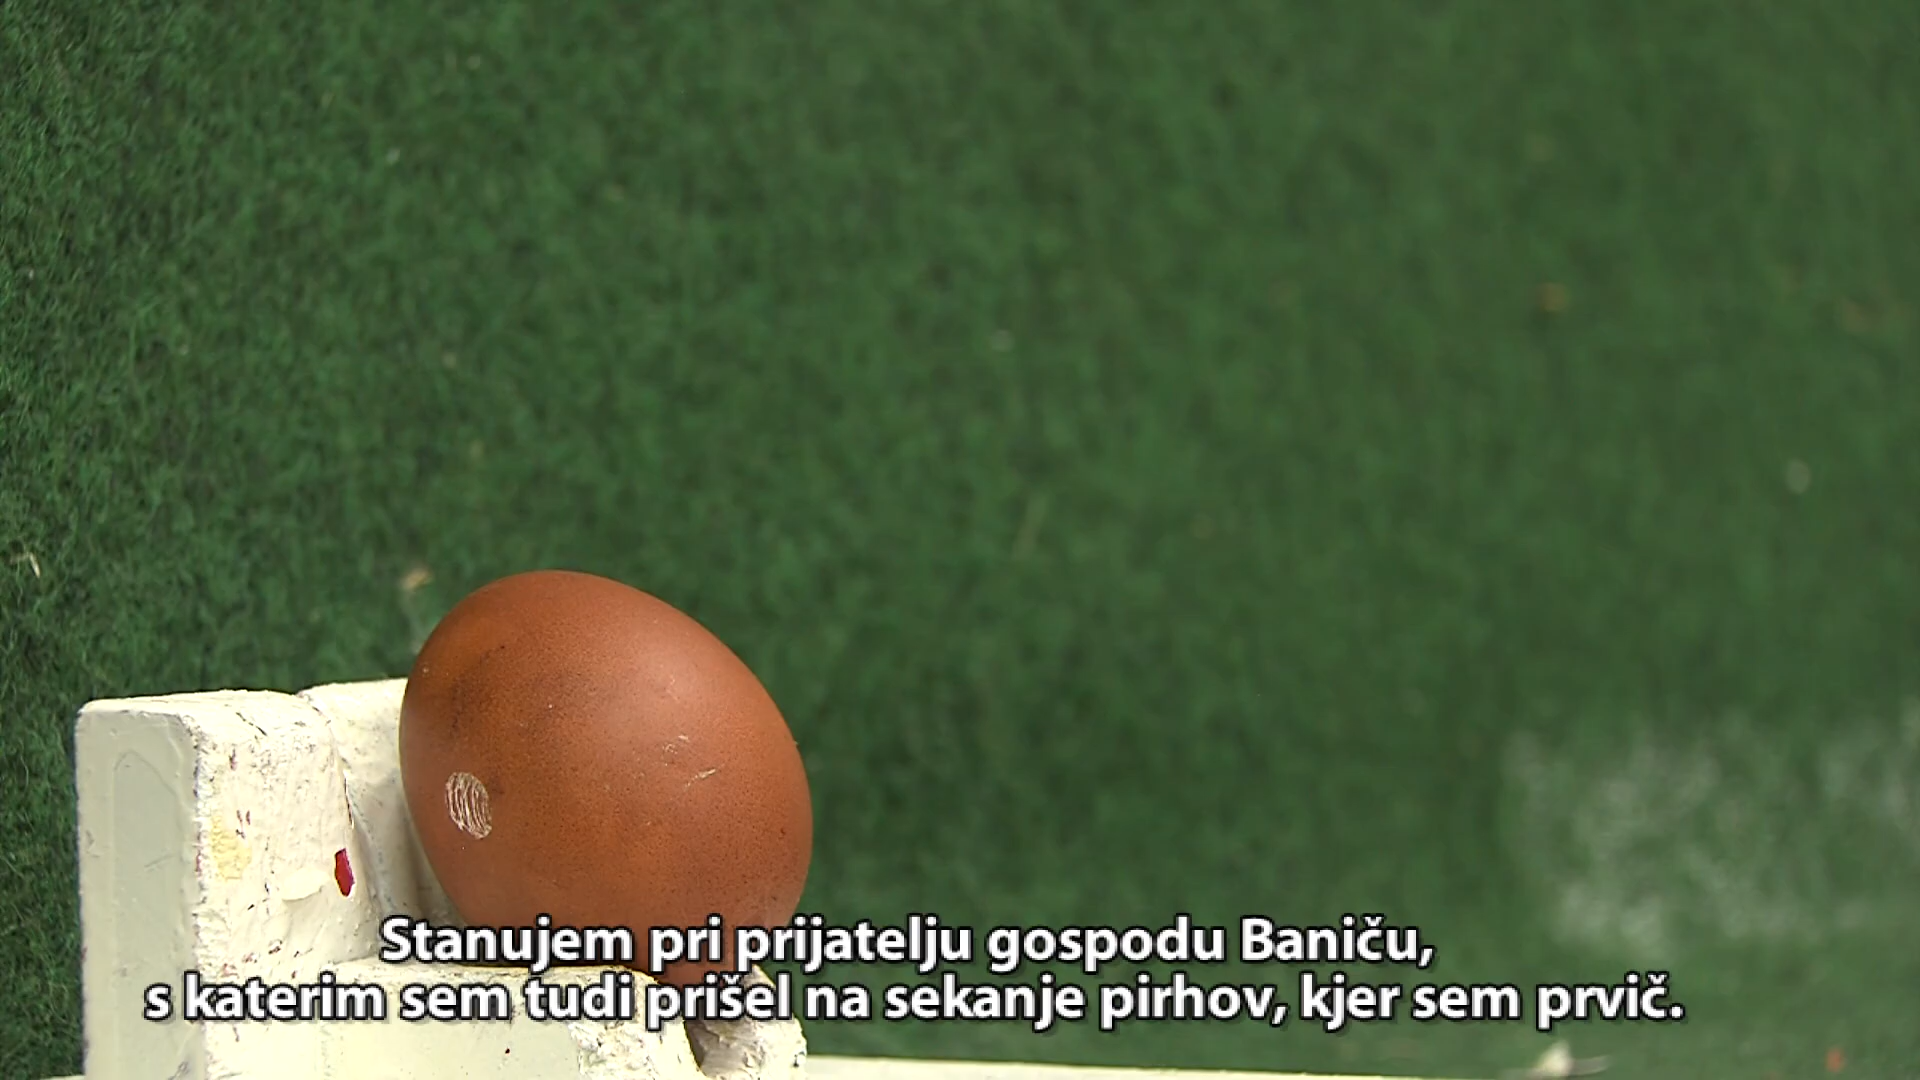 Stanujem pri prijatelju gospodu Baniču,
s katerim sem tudi prišel na sekanje pirhov, kjer sem prvič.